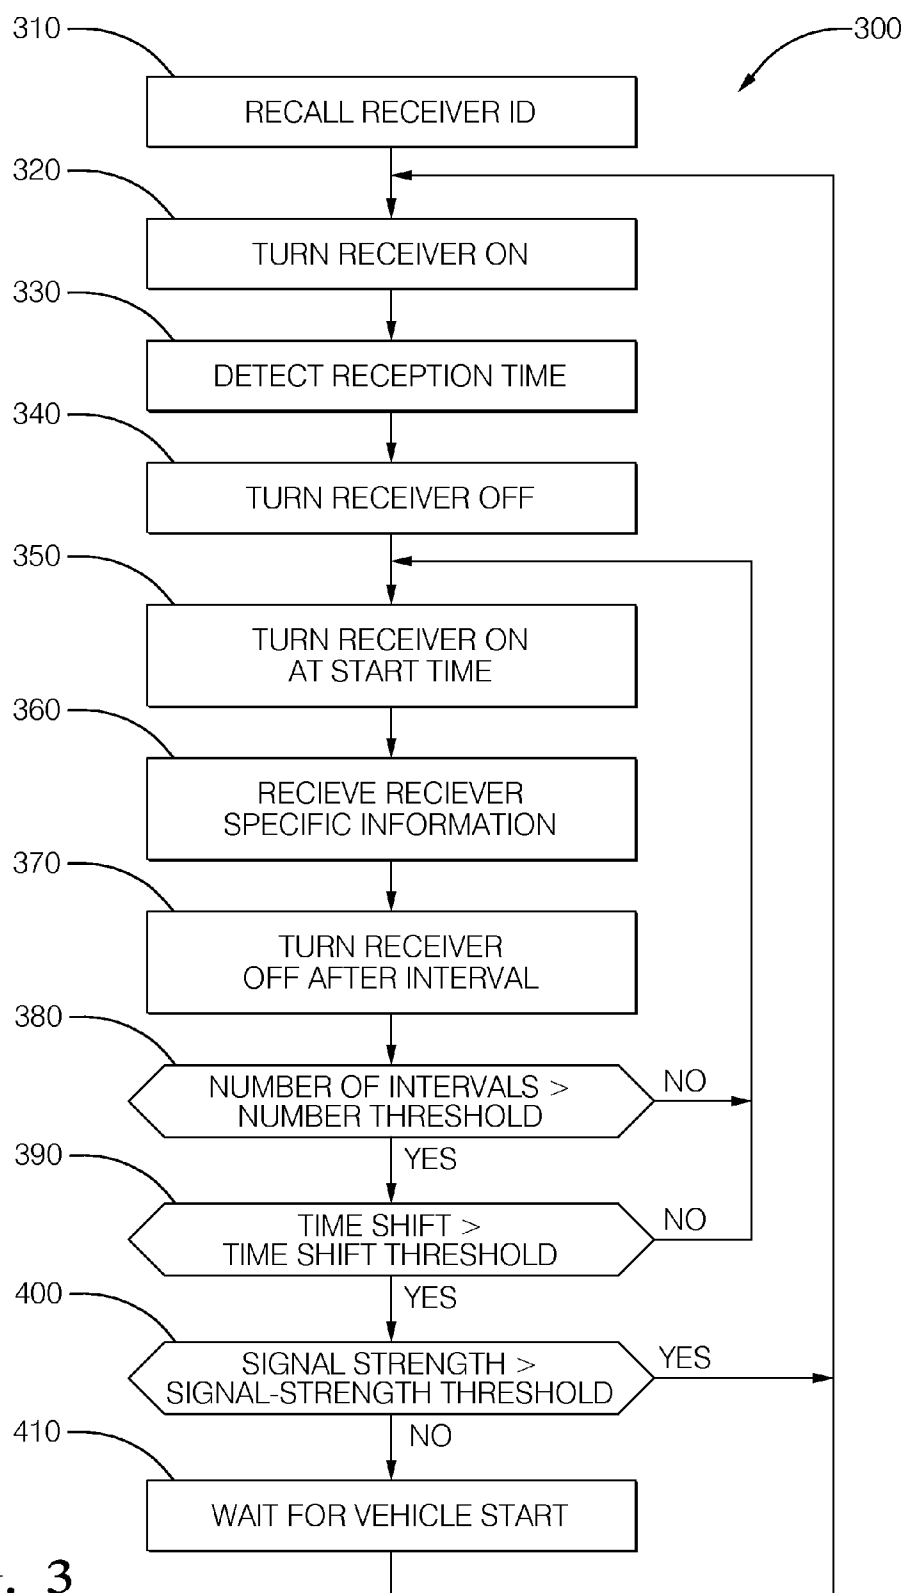 310
300
RECALL RECEIVER ID
320
TURN RECEIVER ON
330
DETECT RECEPTION TIME
340
TURN RECEIVER OFF
350
TURN RECEIVER ON
AT START TIME
360
RECIEVE RECIEVER
SPECIFIC INFORMATION
370
TURN RECEIVER
OFF AFTER INTERVAL
380
NUMBER OF INTERVALS >
NUMBER THRESHOLD
NO
YES
390
TIME SHIFT >
TIME SHIFT THRESHOLD
NO
YES
400
SIGNAL STRENGTH >
SIGNAL-STRENGTH THRESHOLD
YES
NO
410
WAIT FOR VEHICLE START
3